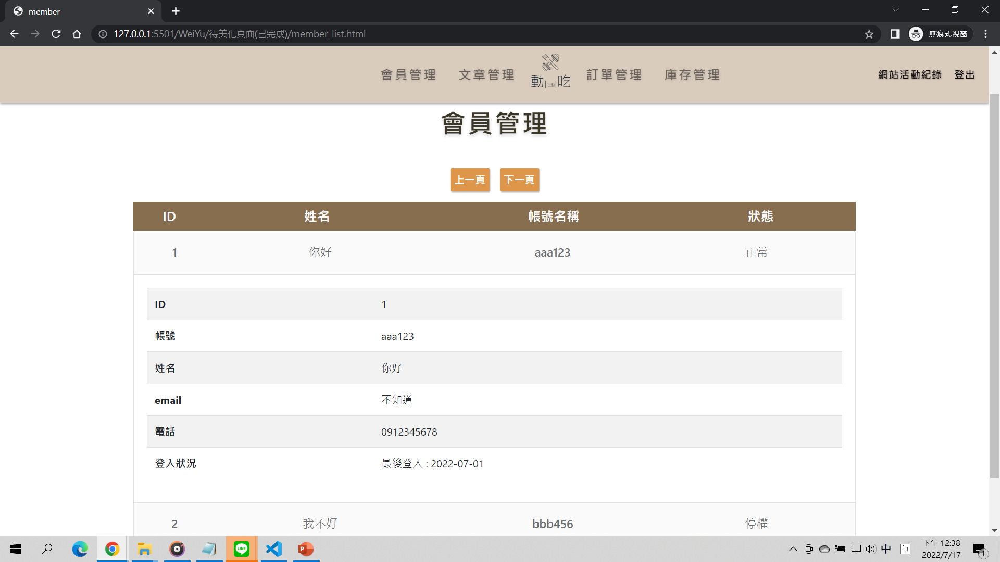 member
127.0.0.1:5501/WeiYu/待美化頁面(已完成)/member_list.html
無痕式視窗
會員管理
文章管理
動|吃動|吃
訂單管理
庫存管理
網站活動紀錄
登出
會員管理
上一頁
下一頁
ID 姓名 帳號名稱 狀態
1 你好 aaa123 正常
ID 1
帳號 aaa123
姓名 你好
email 不知道
電話 0912345678
登入狀況 最後登入 : 2022-07-01
2 我不好 bbb456 停權
LINE
P
中
ㄅ
下午 12:38
2022/7/17
1